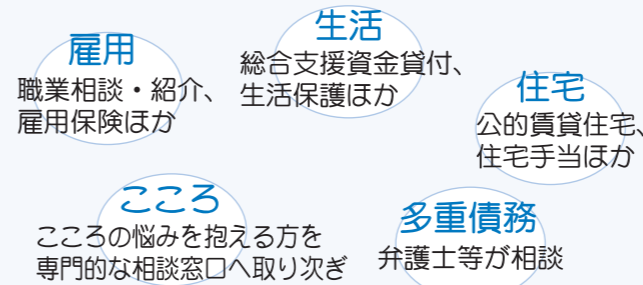 雇用
職業相談・紹介、
雇用保険ほか
生活
総合支援資金貸付、
生活保護ほか
住宅
公的賃貸住宅、
住宅手当ほか
こころ
こころの悩みを抱える方を
専門的な相談窓口へ取り次ぎ
多重債務
弁護士等が相談